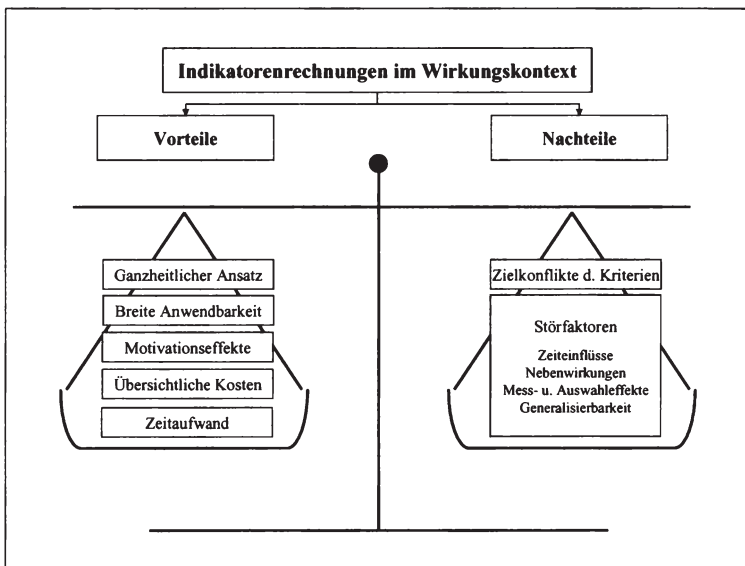 Indikatorenrechnungen im Wirkungskontext
Vorteile
Nachteile
Ganzheitlicher Ansatz
Breite Anwendbarkeit
Motivationseffekte
Übersichtliche Kosten
Zeitaufwand
Zielkonflikte d. Kriterien
Störfaktoren
Zeiteinflüsse
Nebenwirkungen
Mess- u. Auswahleffekte
Generalisierbarkeit